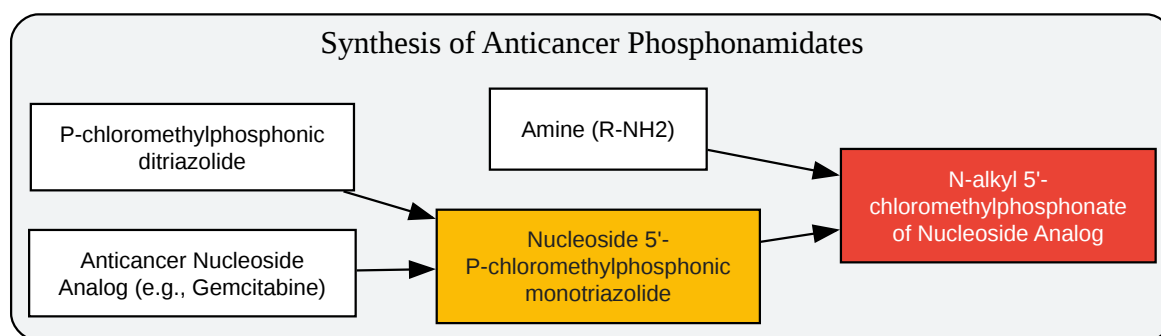 Synthesis of Anticancer Phosphonamidates
P-chloromethylphosphonic
ditriazolide
Amine (R-NH2)
Anticancer Nucleoside
Analog (e.g., Gemcitabine)
Nucleoside 5'-
P-chloromethylphosphonic
monotriazolide
N-alkyl 5'-
chloromethylphosphonate
of Nucleoside Analog